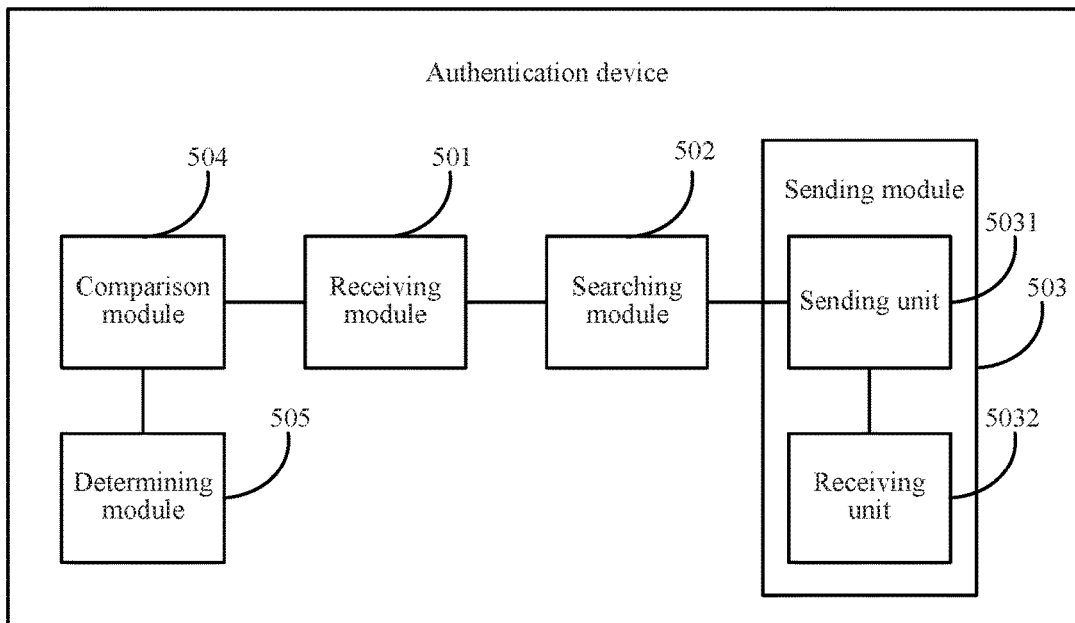 Authentication device
504
501
502
Sending module
5031
503
Comparison
module
Receiving
module
Searching
module
Sending unit
505
5032
Determining
module
Receiving
unit